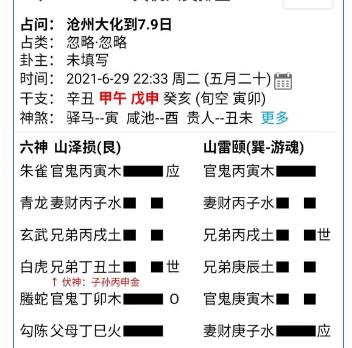 占问： 沧州大化到7.9日
占类： 忽略·忽略
卦主： 未填写
时间： 2021-6-29 22:33 周二 (五月二十)
干支： 辛丑 甲午 戊申 癸亥 (旬空 寅卯)
神煞： 驿马--寅 咸池--酉 贵人--丑未 更多
六神 山泽损(艮) 山雷颐(巽-游魂)
朱雀 官鬼丙寅木 应 官鬼丙寅木
青龙 妻财丙子水 妻财丙子水
玄武 兄弟丙戌土 兄弟丙戌土 世
白虎 兄弟丁丑土 世 兄弟庚辰土
↑ 伏神：子孙丙申金
螣蛇 官鬼丁卯木 O 官鬼庚寅木
勾陈 父母丁巳火 妻财庚子水 应